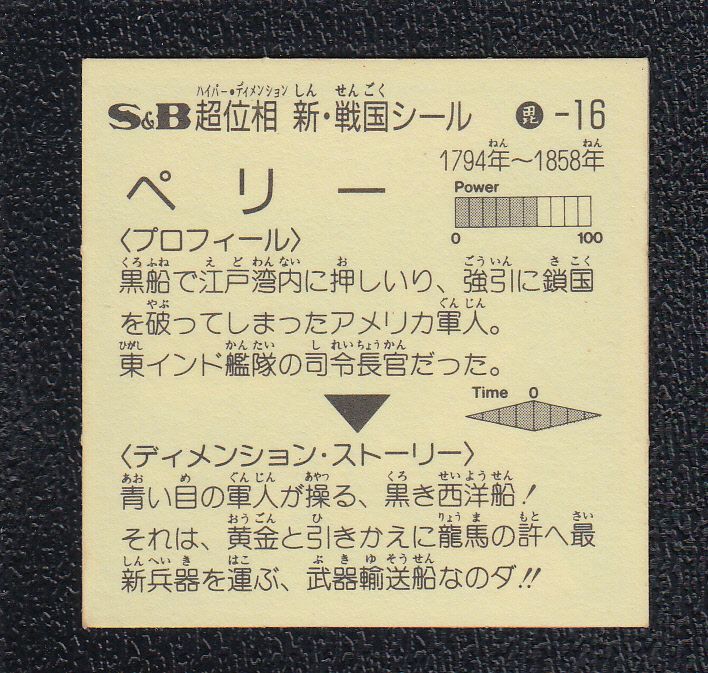 ハイパー・ディメンション しん せんごく
S&B 超位相 新・戦国シール 毘 -16
ねん ねん
1794年〜1858年
ペリー
Power
0 100
〈プロフィール〉
くろふね えど わんない お ごういん さこく
黒船で江戸湾内に押しいり、強引に鎖国
やぶ ぐんじん
を破ってしまったアメリカ軍人。
ひがし かんたい しれいちょうかん
東インド艦隊の司令長官だった。
Time 0
〈ディメンション・ストーリー〉
あお め ぐんじん あやつ くろ せいようせん
青い目の軍人が操る、黒き西洋船!
おうごん ひ りょうま もと さい
それは、黄金と引きかえに龍馬の許へ最
しんへいき はこ ぶきゆそうせん
新兵器を運ぶ、武器輸送船なのダ!!